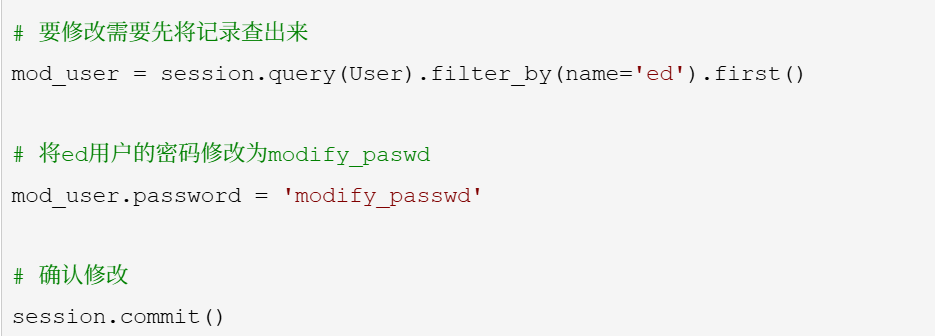 # 要修改需要先将记录查出来
mod_user = session.query(User).filter_by(name='ed').first()
# 将ed用户的密码修改为modify_paswd
mod_user.password = 'modify_passwd'
# 确认修改
session.commit()